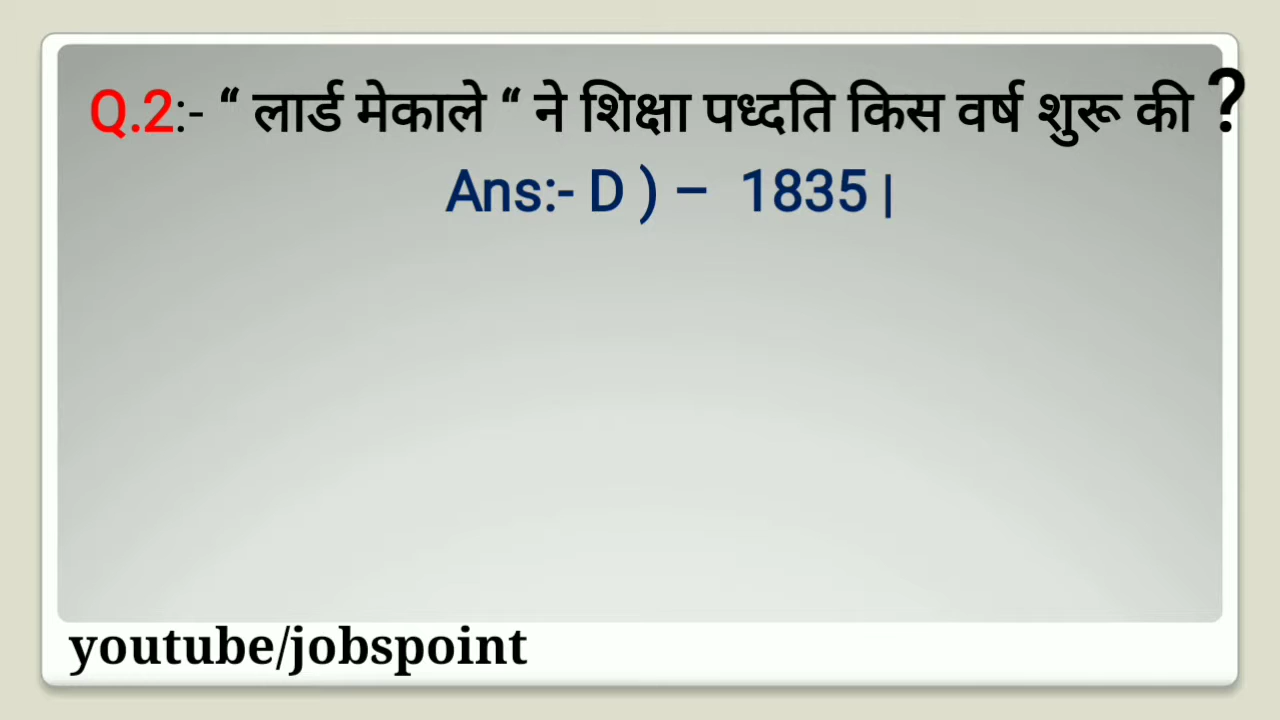 Q.2:- “ लार्ड मेकाले “ ने शिक्षा पध्दति किस वर्ष शुरू की ?
Ans:- D ) – 1835 |
youtube/jobspoint